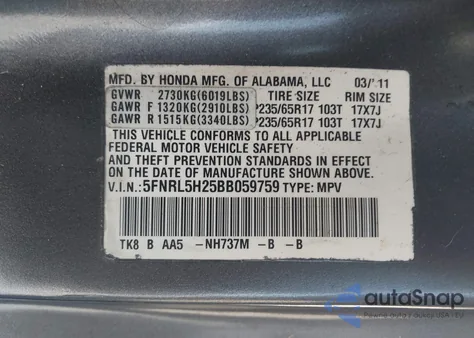 MFD. BY HONDA MFG. OF ALABAMA, LLC 03/'11
GVWR 2730KG(6019LBS) TIRE SIZE RIM SIZE
GAWR F 1320KG(2910LBS) P235/65R17 103T 17X7J
GAWR R 1515KG(3340LBS) P235/65R17 103T 17X7J
THIS VEHICLE CONFORMS TO ALL APPLICABLE
FEDERAL MOTOR VEHICLE SAFETY
AND THEFT PREVENTION STANDARDS IN EFFECT
ON THE DATE OF MANUFACTURE SHOWN ABOVE.
V.I.N.: 5FNRL5H25BB059759 TYPE: MPV
TK8 B AA5 -NH737M -B -B
autoSnap